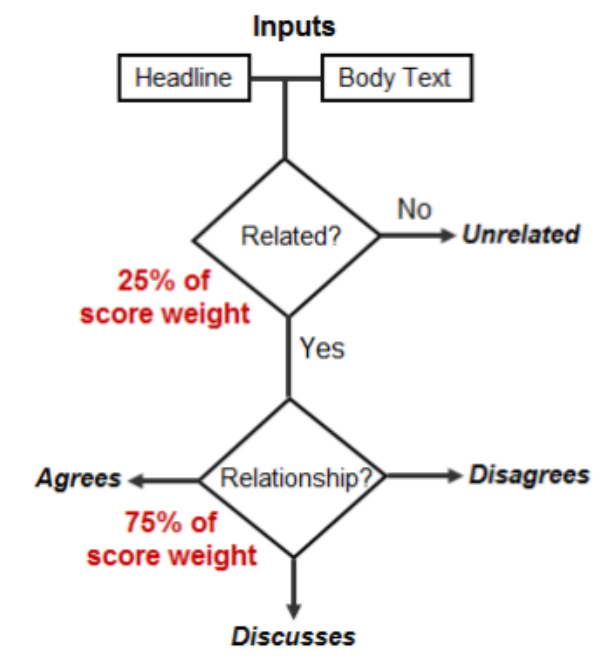 Inputs
Headline
Body Text
Related?
No
Unrelated
25% of
score weight
Yes
Agrees
Relationship?
Disagrees
75% of
score weight
Discusses